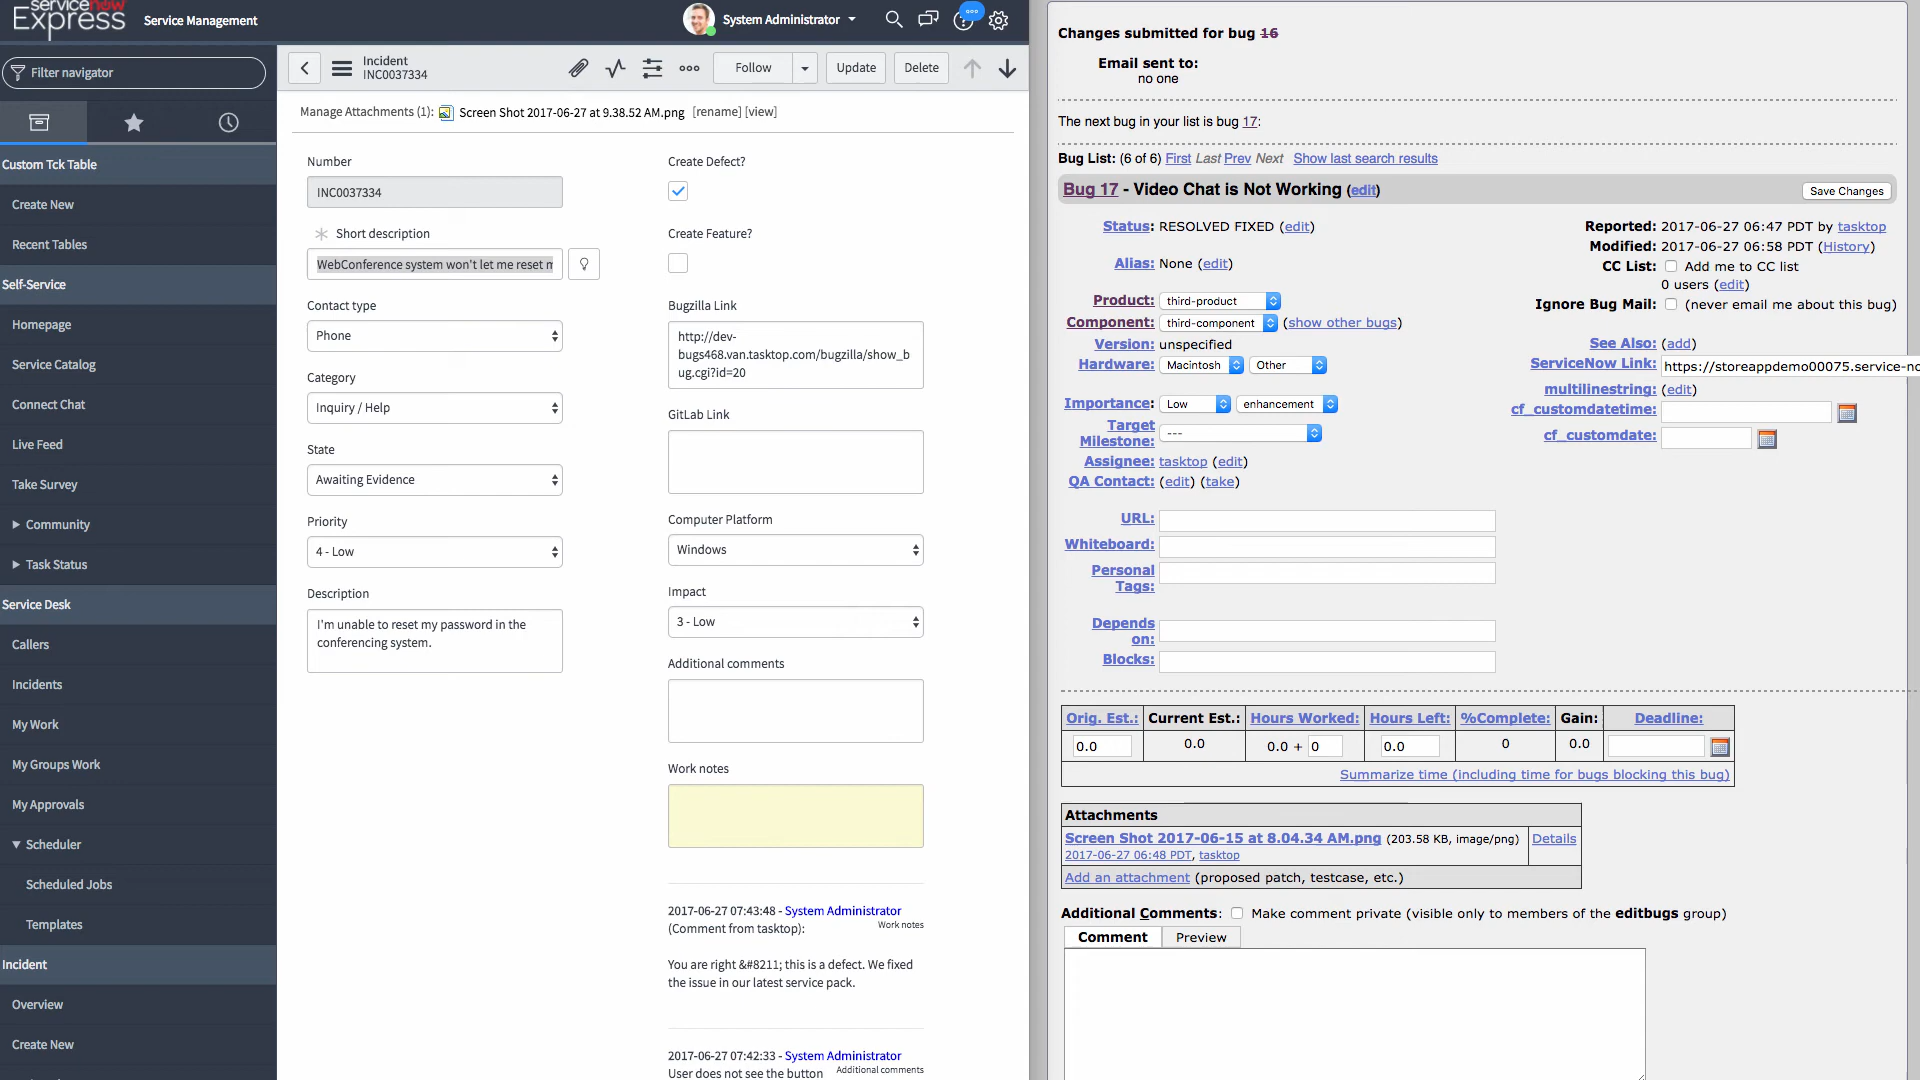 servicenow
Express
Service Management
System Administrator
Filter navigator
Custom Tck Table
Create New
Recent Tables
Self-Service
Homepage
Service Catalog
Connect Chat
Live Feed
Take Survey
Community
Task Status
Service Desk
Callers
Incidents
My Work
My Groups Work
My Approvals
Scheduler
Scheduled Jobs
Templates
Incident
Overview
Create New
Incident
INC0037334
Follow
Update
Delete
Manage Attachments (1): Screen Shot 2017-06-27 at 9.38.52 AM.png [rename] [view]
Number
INC0037334
Short description
WebConference system won't let me reset m
Contact type
Phone
Category
Inquiry / Help
State
Awaiting Evidence
Priority
4 - Low
Description
I'm unable to reset my password in the
conferencing system.
Create Defect?
Create Feature?
Bugzilla Link
http://dev-
bugs468.van.tasktop.com/bugzilla/show_b
ug.cgi?id=20
GitLab Link
Computer Platform
Windows
Impact
3 - Low
Additional comments
Work notes
2017-06-27 07:43:48 - System Administrator
(Comment from tasktop): Work notes
You are right &#8211; this is a defect. We fixed
the issue in our latest service pack.
2017-06-27 07:42:33 - System Administrator
User does not see the button Additional comments
Changes submitted for bug 16
Email sent to:
no one
The next bug in your list is bug 17:
Bug List: (6 of 6) First Last Prev Next Show last search results
Bug 17 - Video Chat is Not Working (edit)
Save Changes
Status: RESOLVED FIXED (edit)
Alias: None (edit)
Product: third-product
Component: third-component (show other bugs)
Version: unspecified
Hardware: Macintosh Other
Importance: Low enhancement
Target
Milestone: ---
Assignee: tasktop (edit)
QA Contact: (edit) (take)
URL:
Whiteboard:
Personal
Tags:
Depends
on:
Blocks:
Reported: 2017-06-27 06:47 PDT by tasktop
Modified: 2017-06-27 06:58 PDT (History)
CC List: Add me to CC list
0 users (edit)
Ignore Bug Mail: (never email me about this bug)
See Also: (add)
ServiceNow Link: https://storeappdemo00075.service-no
multilinestring: (edit)
cf_customdatetime:
cf_customdate:
Orig. Est.: Current Est.: Hours Worked: Hours Left: %Complete: Gain: Deadline:
0.0 0.0 0.0 + 0 0.0 0 0.0
Summarize time (including time for bugs blocking this bug)
Attachments
Screen Shot 2017-06-15 at 8.04.34 AM.png (203.58 KB, image/png) Details
2017-06-27 06:48 PDT, tasktop
Add an attachment (proposed patch, testcase, etc.)
Additional Comments: Make comment private (visible only to members of the editbugs group)
Comment Preview